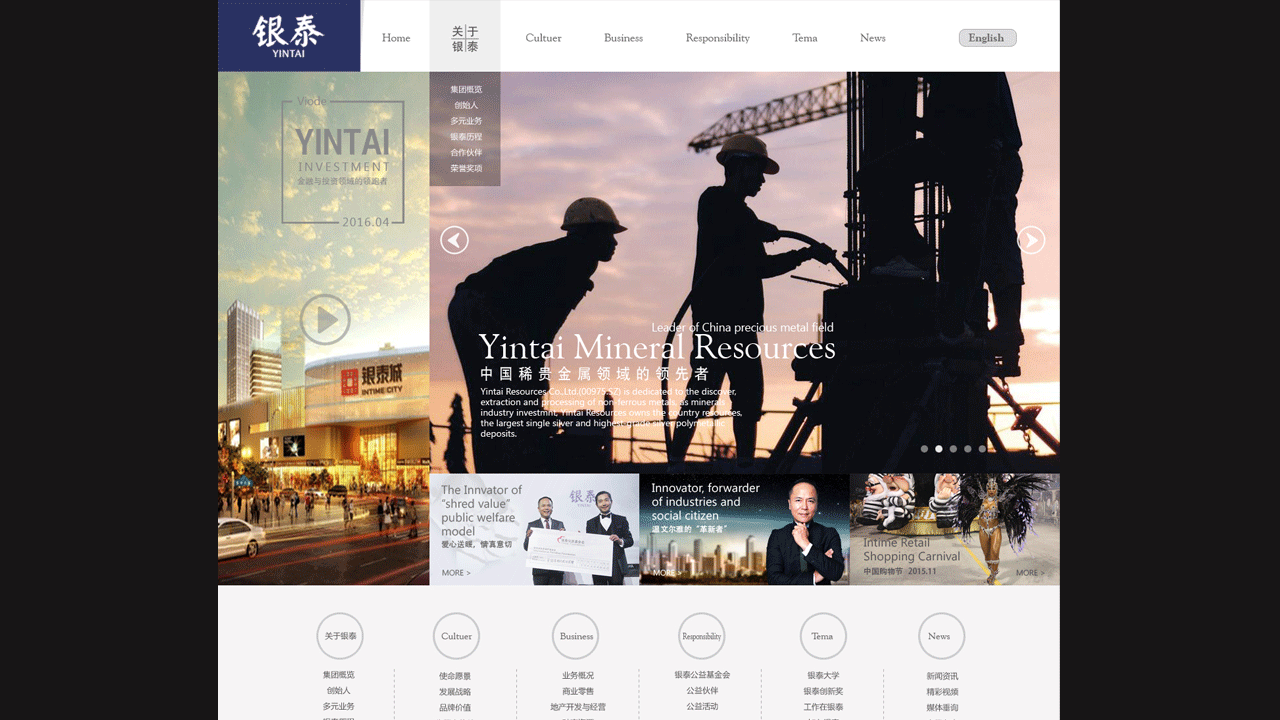 银泰
YINTAI
Home
关于
银泰
Cultuer
Business
Responsibility
Tema
News
English
集团概览
创始人
多元业务
银泰历程
合作伙伴
荣誉奖项
Viode
YINTAI
INVESTMENT
金融与投资领域的领跑者
2016.04
银泰城
INTIME CITY
Leader of China precious metal field
Yintai Mineral Resources
中国稀贵金属领域的领先者
Yintai Resources Co.,Ltd.(00975.SZ) is dedicated to the discover,
extraction and processing of non-ferrous metals, as minerals
industry investmnt, Yintai Resources owns the country resources,
the largest single silver and highest-grade silver polymetallic
deposits.
The Innvator of
“shred value”
public welfare
model
爱心送暖，情真意切
MORE >
银泰
YINTAI
Innovator, forwarder
of industries and
social citizen
温文尔雅的“革新者”
MORE >
Intime Retail
Shopping Carnival
中国购物节 2015.11
MORE >
关于银泰
Cultuer
Business
Responsibility
Tema
News
集团概览
使命愿景
业务概况
银泰公益基金会
银泰大学
新闻资讯
创始人
发展战略
商业零售
公益伙伴
银泰创新奖
精彩视频
多元业务
品牌价值
地产开发与经营
公益活动
工作在银泰
媒体垂询